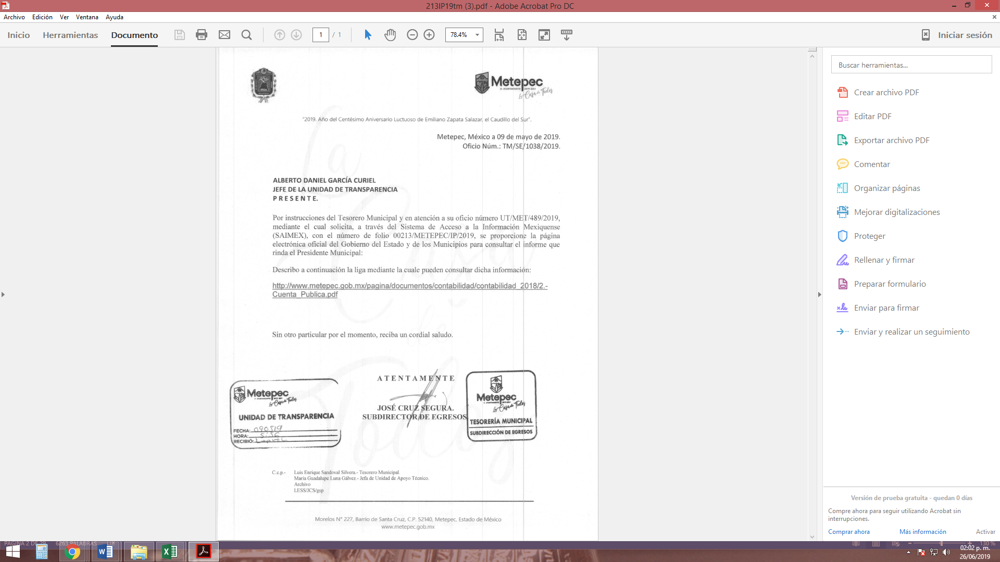 213IP19tm (3).pdf - Adobe Acrobat Pro DC
Archivo Edición Ver Ventana Ayuda
Inicio Herramientas Documento 1 / 1 78.4% Iniciar sesión
Metepec
H. AYUNTAMIENTO 2019-2021
La Casa de Todos
"2019. Año del Centésimo Aniversario Luctuoso de Emiliano Zapata Salazar, el Caudillo del Sur".
Metepec, México a 09 de mayo de 2019.
Oficio Núm.: TM/SE/1038/2019.
ALBERTO DANIEL GARCÍA CURIEL
JEFE DE LA UNIDAD DE TRANSPARENCIA
P R E S E N T E.
Por instrucciones del Tesorero Municipal y en atención a su oficio número UT/MET/489/2019,
mediante el cual solicita, a través del Sistema de Acceso a la Información Mexiquense
(SAIMEX), con el número de folio 00213/METEPEC/IP/2019, se proporcione la página
electrónica oficial del Gobierno del Estado y de los Municipios para consultar el informe que
rinda el Presidente Municipal:
Describo a continuación la liga mediante la cuale pueden consultar dicha información:
http://www.metepec.gob.mx/pagina/documentos/contabilidad/contabilidad_2018/2.-
Cuenta_Publica.pdf
Sin otro particular por el momento, reciba un cordial saludo.
A T E N T A M E N T E
JOSÉ CRUZ SEGURA.
SUBDIRECTOR DE EGRESOS
Metepec
H. AYUNTAMIENTO 2019-2021
La Casa de Todos
UNIDAD DE TRANSPARENCIA
FECHA: 090519
HORA: 5:56
RECIBIÓ:
Metepec
H. AYUNTAMIENTO 2019-2021
La Casa de Todos
TESORERÍA MUNICIPAL
SUBDIRECCIÓN DE EGRESOS
C.c.p.- Luis Enrique Sandoval Silvera.- Tesorero Municipal.
María Guadalupe Luna Gálvez.- Jefa de Unidad de Apoyo Técnico.
Archivo
LESS/JCS/gsp
Morelos N° 227, Barrio de Santa Cruz, C.P. 52140, Metepec, Estado de México
www.metepec.gob.mx
La Casa de Todos
Buscar herramientas...
Crear archivo PDF
Editar PDF
Exportar archivo PDF
Comentar
Organizar páginas
Mejorar digitalizaciones
Proteger
Rellenar y firmar
Preparar formulario
Enviar para firmar
Enviar y realizar un seguimiento
Versión de prueba gratuita - quedan 0 días
Compre ahora para seguir utilizando Acrobat sin
interrupciones.
Comprar ahora Más información Activar
PÁGINA 2 DE 29 6263 PALABRAS 130 %
02:02 p. m.
26/06/2019